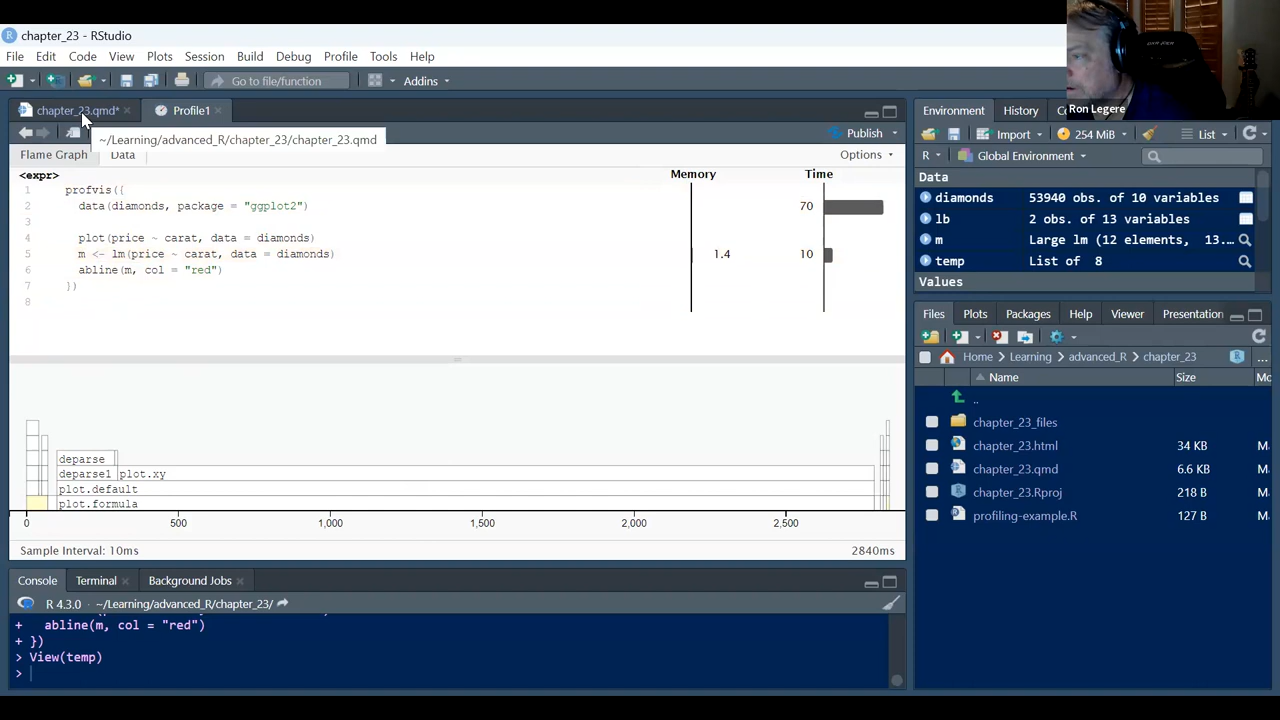 chapter_23 - RStudio
File Edit Code View Plots Session Build Debug Profile Tools Help
Go to file/function Addins
Ron Legere
chapter_23.qmd* Profile1
~/Learning/advanced_R/chapter_23/chapter_23.qmd
Publish
Flame Graph Data Options
<expr> Memory Time
1 profvis({
2 data(diamonds, package = "ggplot2") 70
3
4 plot(price ~ carat, data = diamonds)
5 m <- lm(price ~ carat, data = diamonds) 1.4 10
6 abline(m, col = "red")
7 })
8
deparse
deparse1 plot.xy
plot.default
plot.formula
0 500 1,000 1,500 2,000 2,500
Sample Interval: 10ms 2840ms
Console Terminal Background Jobs
R 4.3.0 · ~/Learning/advanced_R/chapter_23/
+ abline(m, col = "red")
+ })
> View(temp)
>
Environment History
Import 254 MiB List
R Global Environment
Data
diamonds 53940 obs. of 10 variables
lb 2 obs. of 13 variables
m Large lm (12 elements, 13...
temp List of 8
Values
Files Plots Packages Help Viewer Presentation
Home Learning advanced_R chapter_23 ...
Name Size
..
chapter_23_files
chapter_23.html 34 KB
chapter_23.qmd 6.6 KB
chapter_23.Rproj 218 B
profiling-example.R 127 B